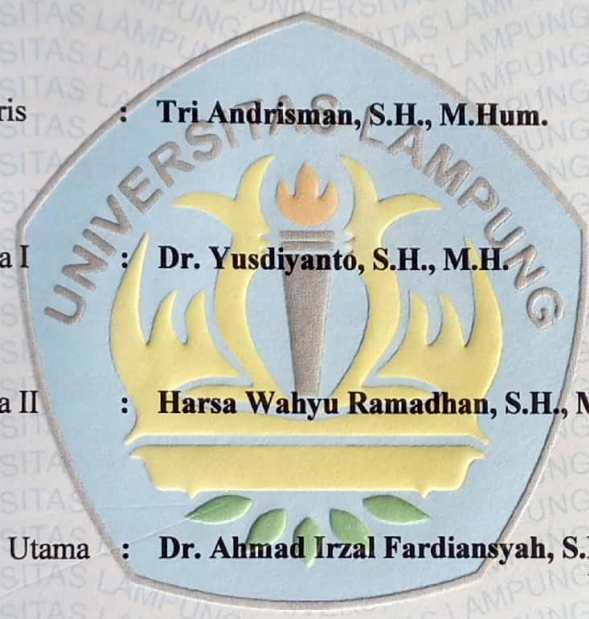 ris : Tri Andrisman, S.H., M.Hum.
UNIVERSITAS LAMPUNG
a I : Dr. Yusdiyanto, S.H., M.H.
a II : Harsa Wahyu Ramadhan, S.H., M
Utama : Dr. Ahmad Irzal Fardiansyah, S.H